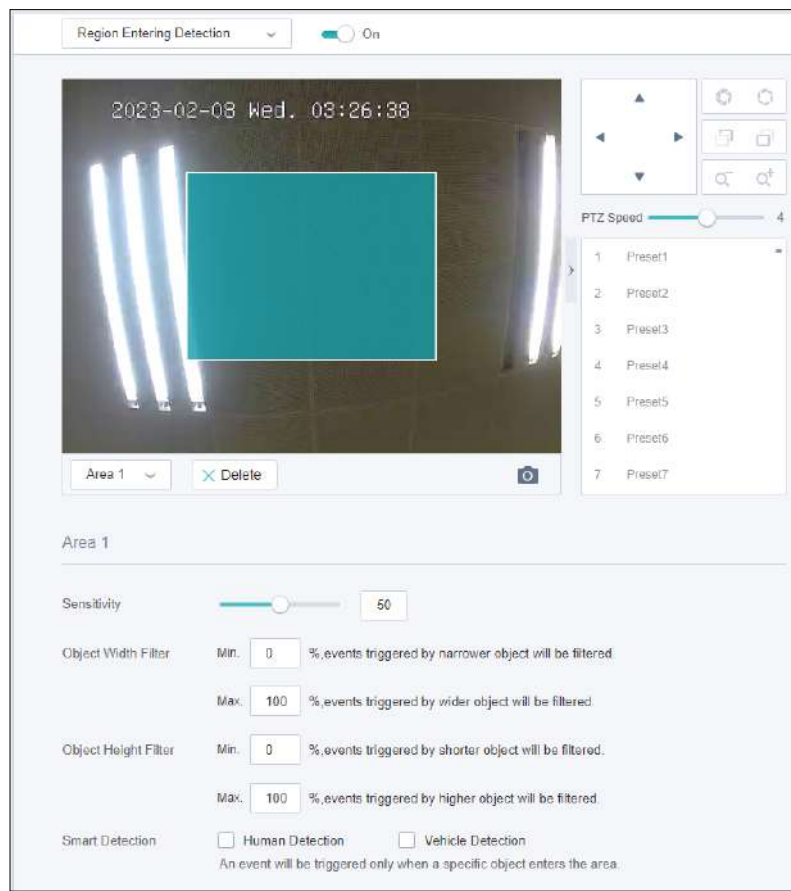 Region Entering Detection On
2023-02-08 Wed. 03:26:38
PTZ Speed 4
1 Preset1
2 Preset2
3 Preset3
4 Preset4
5 Preset5
6 Preset6
7 Preset7
Area 1 Delete
Area 1
Sensitivity 50
Object Width Filter Min. 0 %,events triggered by narrower object will be filtered
Max. 100 %,events triggered by wider object will be filtered
Object Height Filter Min. 0 %,events triggered by shorter object will be filtered.
Max. 100 %,events triggered by higher object will be filtered.
Smart Detection Human Detection Vehicle Detection
An event will be triggered only when a specific object enters the area.